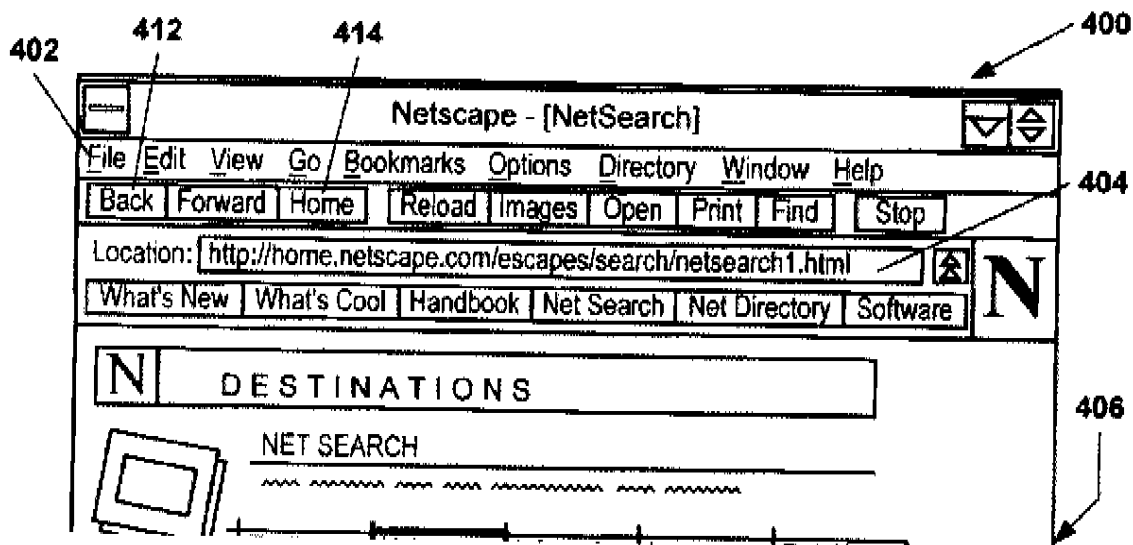 412
414
400
402
Netscape - [NetSearch]
File Edit View Go Bookmarks Options Directory Window Help
Back Forward Home Reload Images Open Print Find Stop
404
Location: http://home.netscape.com/escapes/search/netsearch1.html
N
What's New What's Cool Handbook Net Search Net Directory Software
N DESTINATIONS
406
NET SEARCH